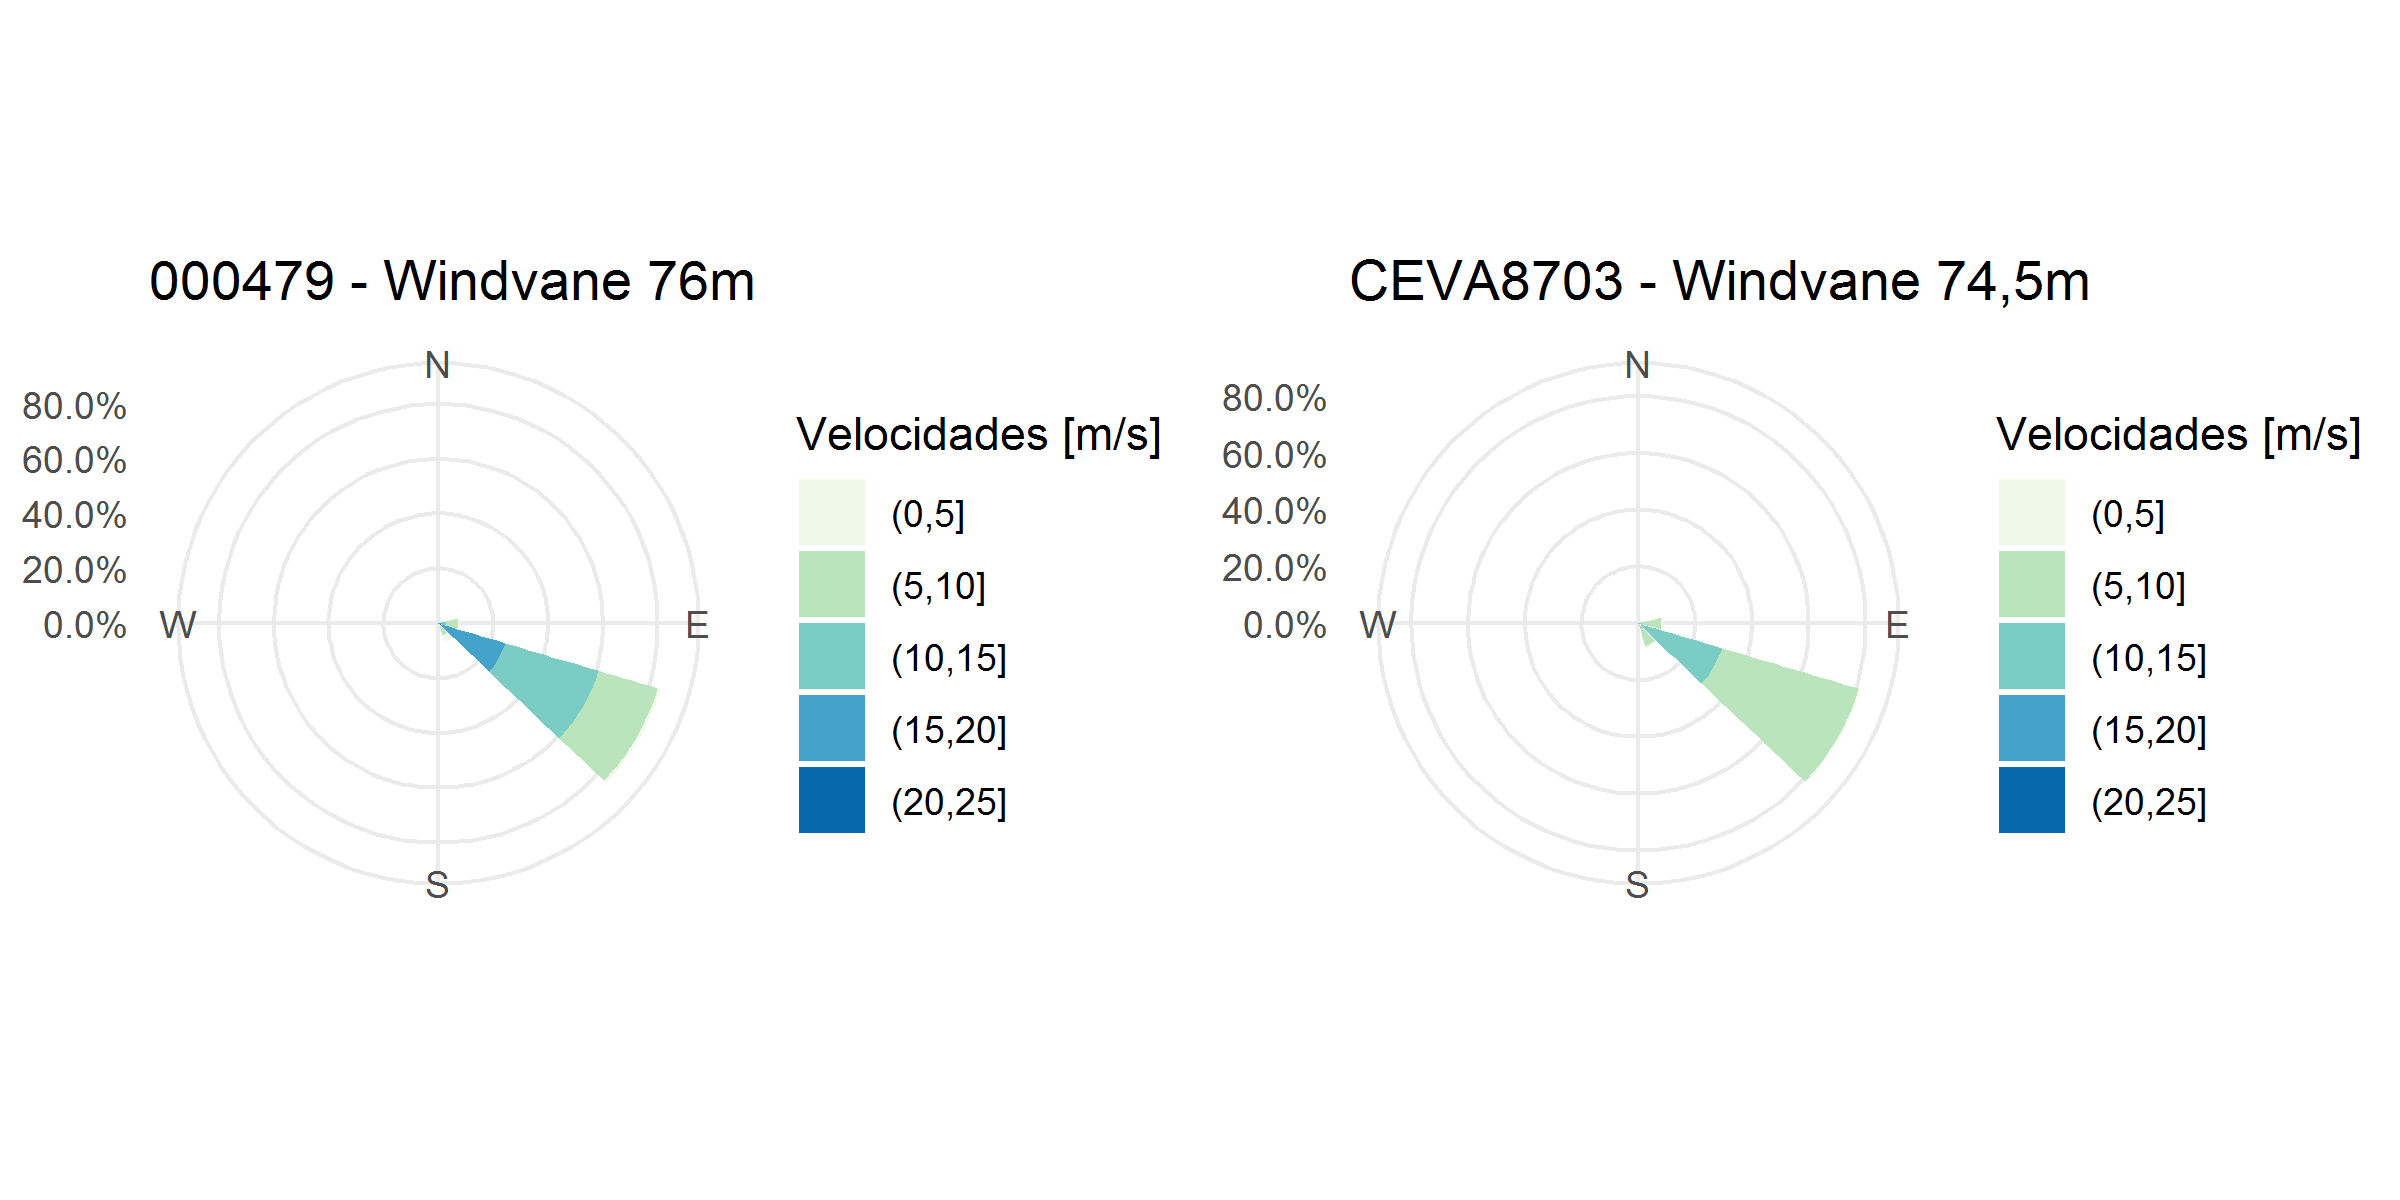 000479 - Windvane 76m
N
80.0%
60.0%
40.0%
20.0%
0.0%
W
E
S
Velocidades [m/s]
(0,5]
(5,10]
(10,15]
(15,20]
(20,25]
CEVA8703 - Windvane 74,5m
N
80.0%
60.0%
40.0%
20.0%
0.0%
W
E
S
Velocidades [m/s]
(0,5]
(5,10]
(10,15]
(15,20]
(20,25]